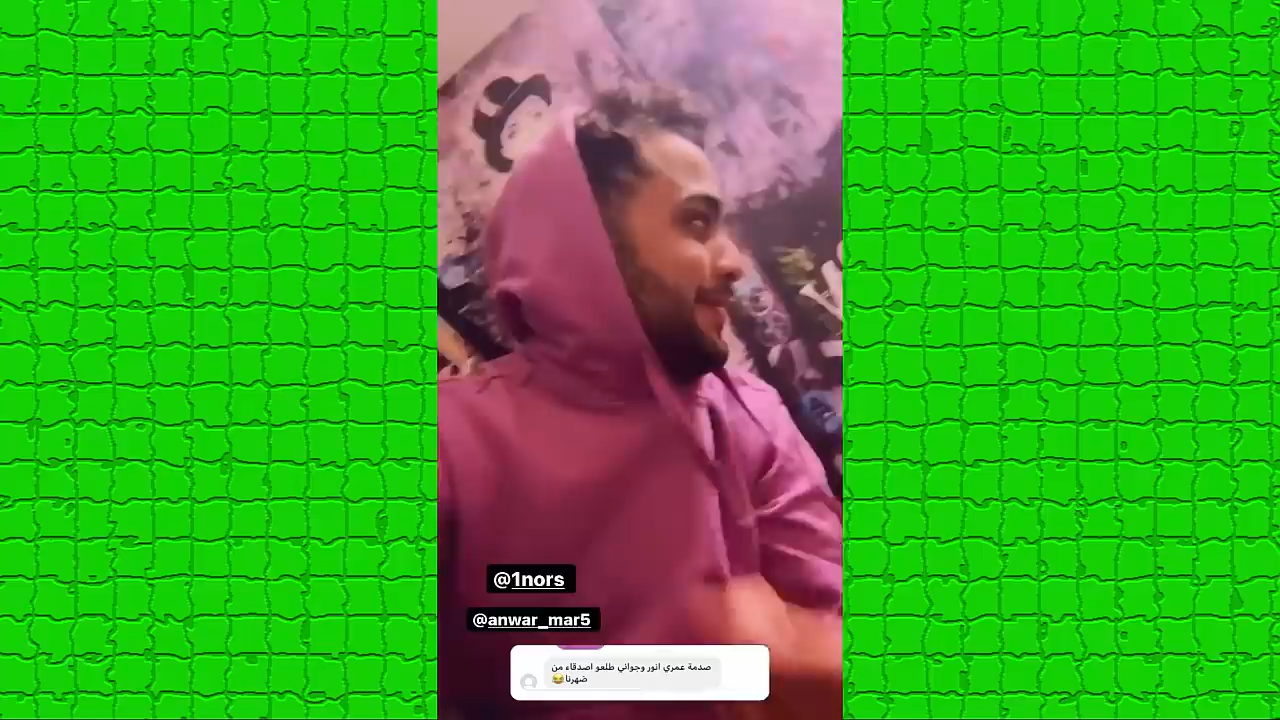 @1nors
@anwar_mar5
صدمة عمري انور وجواني طلعو اصدقاء من
ضهرنا😂